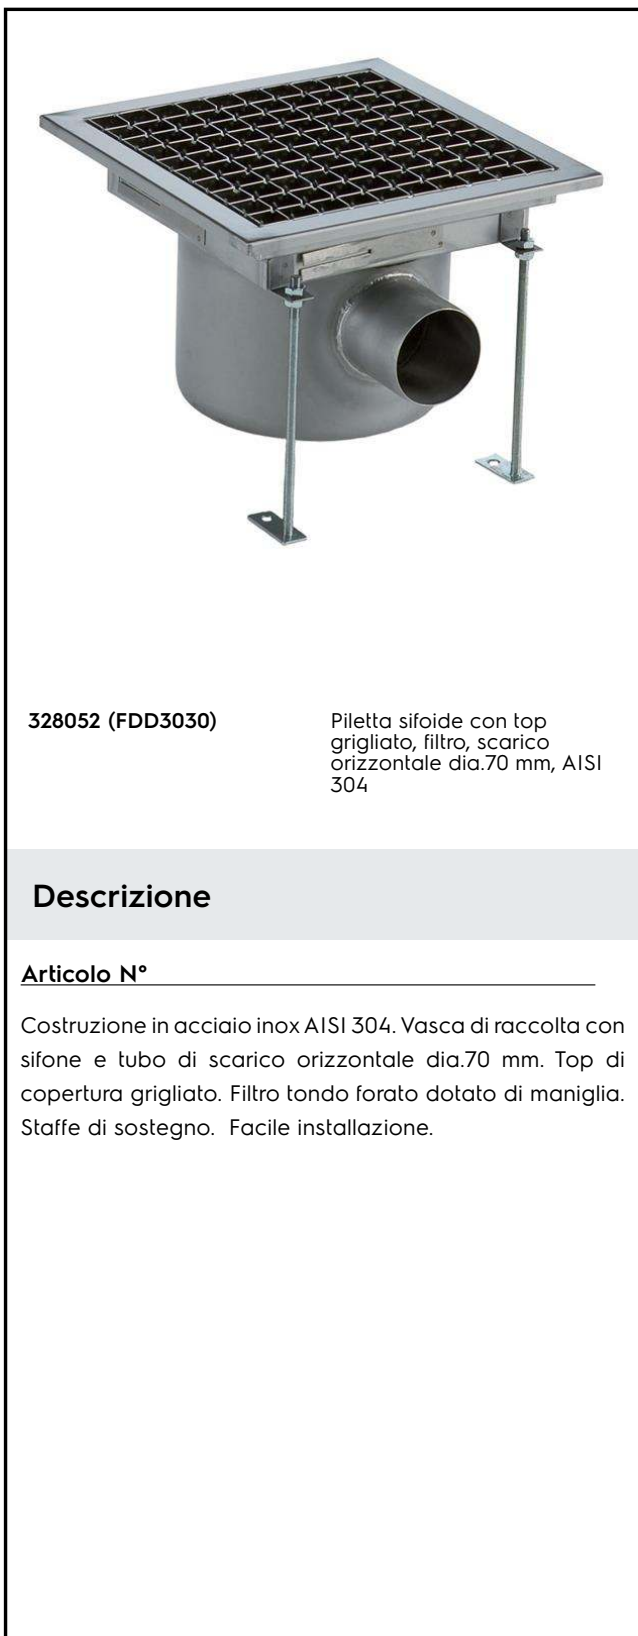 328052 (FDD3030)
Piletta sifoide con top
grigliato, filtro, scarico
orizzontale dia.70 mm, AISI
304
Descrizione
Articolo N°
Costruzione in acciaio inox AISI 304. Vasca di raccolta con
sifone e tubo di scarico orizzontale dia.70 mm. Top di
copertura grigliato. Filtro tondo forato dotato di maniglia.
Staffe di sostegno. Facile installazione.